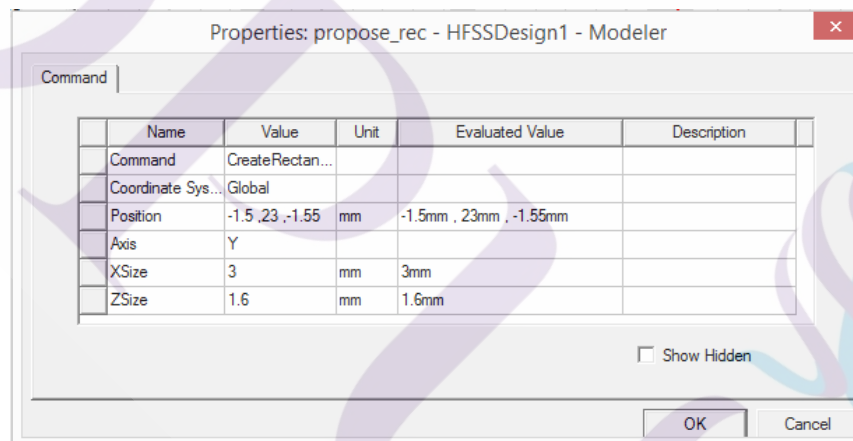 Properties: propose_rec - HFSSDesign1 - Modeler
Command
Name Value Unit Evaluated Value Description
Command CreateRectan...
Coordinate Sys... Global
Position -1.5 ,23 ,-1.55 mm -1.5mm , 23mm , -1.55mm
Axis Y
XSize 3 mm 3mm
ZSize 1.6 mm 1.6mm
Show Hidden
OK Cancel